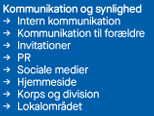 Kommunikation og synlighed
→ Intern kommunikation
→ Kommunikation til forældre
→ Invitationer
→ PR
→ Sociale medier
→ Hjemmeside
→ Korps og division
→ Lokalområdet